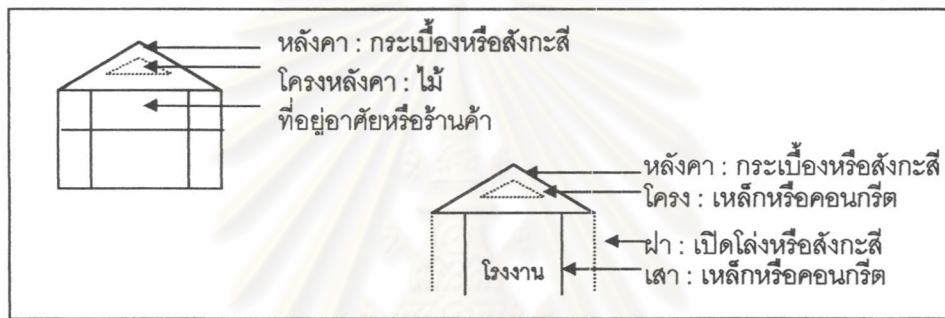 หลังคา : กระเบื้องหรือสังกะสี
โครงหลังคา : ไม้
ที่อยู่อาศัยหรือร้านค้า
หลังคา : กระเบื้องหรือสังกะสี
โครง : เหล็กหรือคอนกรีต
ฝา : เปิดโล่งหรือสังกะสี
โรงงาน
เสา : เหล็กหรือคอนกรีต